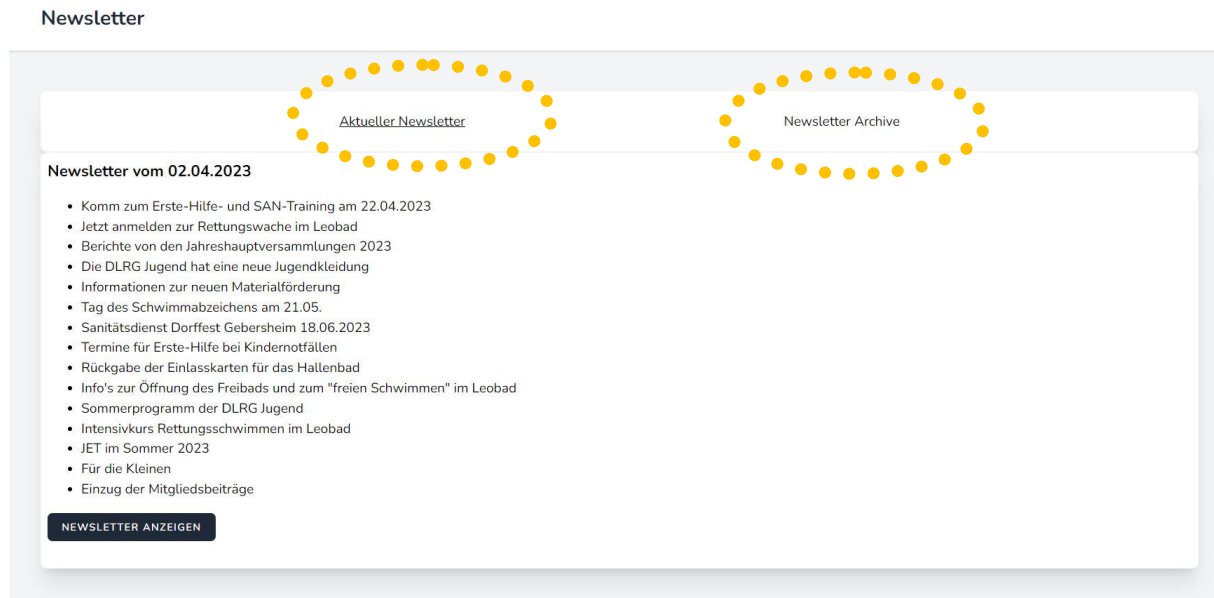 Newsletter
Aktueller Newsletter
Newsletter Archive
Newsletter vom 02.04.2023
• Komm zum Erste-Hilfe- und SAN-Training am 22.04.2023
• Jetzt anmelden zur Rettungswache im Leobad
• Berichte von den Jahreshauptversammlungen 2023
• Die DLRG Jugend hat eine neue Jugendkleidung
• Informationen zur neuen Materialförderung
• Tag des Schwimmabzeichens am 21.05.
• Sanitätsdienst Dorffest Gebersheim 18.06.2023
• Termine für Erste-Hilfe bei Kindernotfällen
• Rückgabe der Einlasskarten für das Hallenbad
• Info's zur Öffnung des Freibads und zum "freien Schwimmen" im Leobad
• Sommerprogramm der DLRG Jugend
• Intensivkurs Rettungsschwimmen im Leobad
• JET im Sommer 2023
• Für die Kleinen
• Einzug der Mitgliedsbeiträge
NEWSLETTER ANZEIGEN